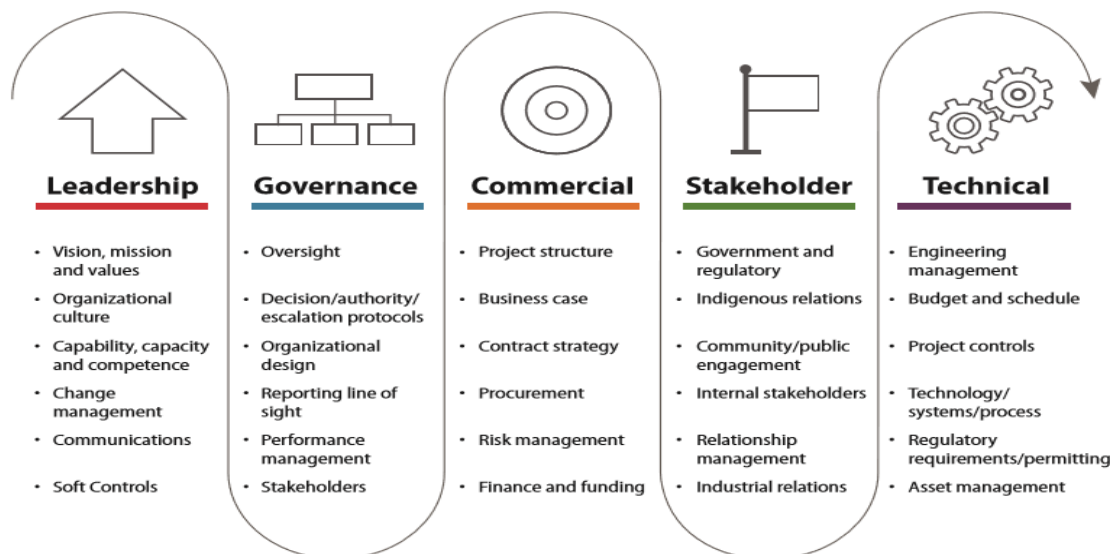 Leadership
• Vision, mission
and values
• Organizational
culture
• Capability, capacity
and competence
• Change
management
• Communications
• Soft Controls
Governance
• Oversight
• Decision/authority/
escalation protocols
• Organizational
design
• Reporting line of
sight
• Performance
management
• Stakeholders
Commercial
• Project structure
• Business case
• Contract strategy
• Procurement
• Risk management
• Finance and funding
Stakeholder
• Government and
regulatory
• Indigenous relations
• Community/public
engagement
• Internal stakeholders
• Relationship
management
• Industrial relations
Technical
• Engineering
management
• Budget and schedule
• Project controls
• Technology/
systems/process
• Regulatory
requirements/permitting
• Asset management